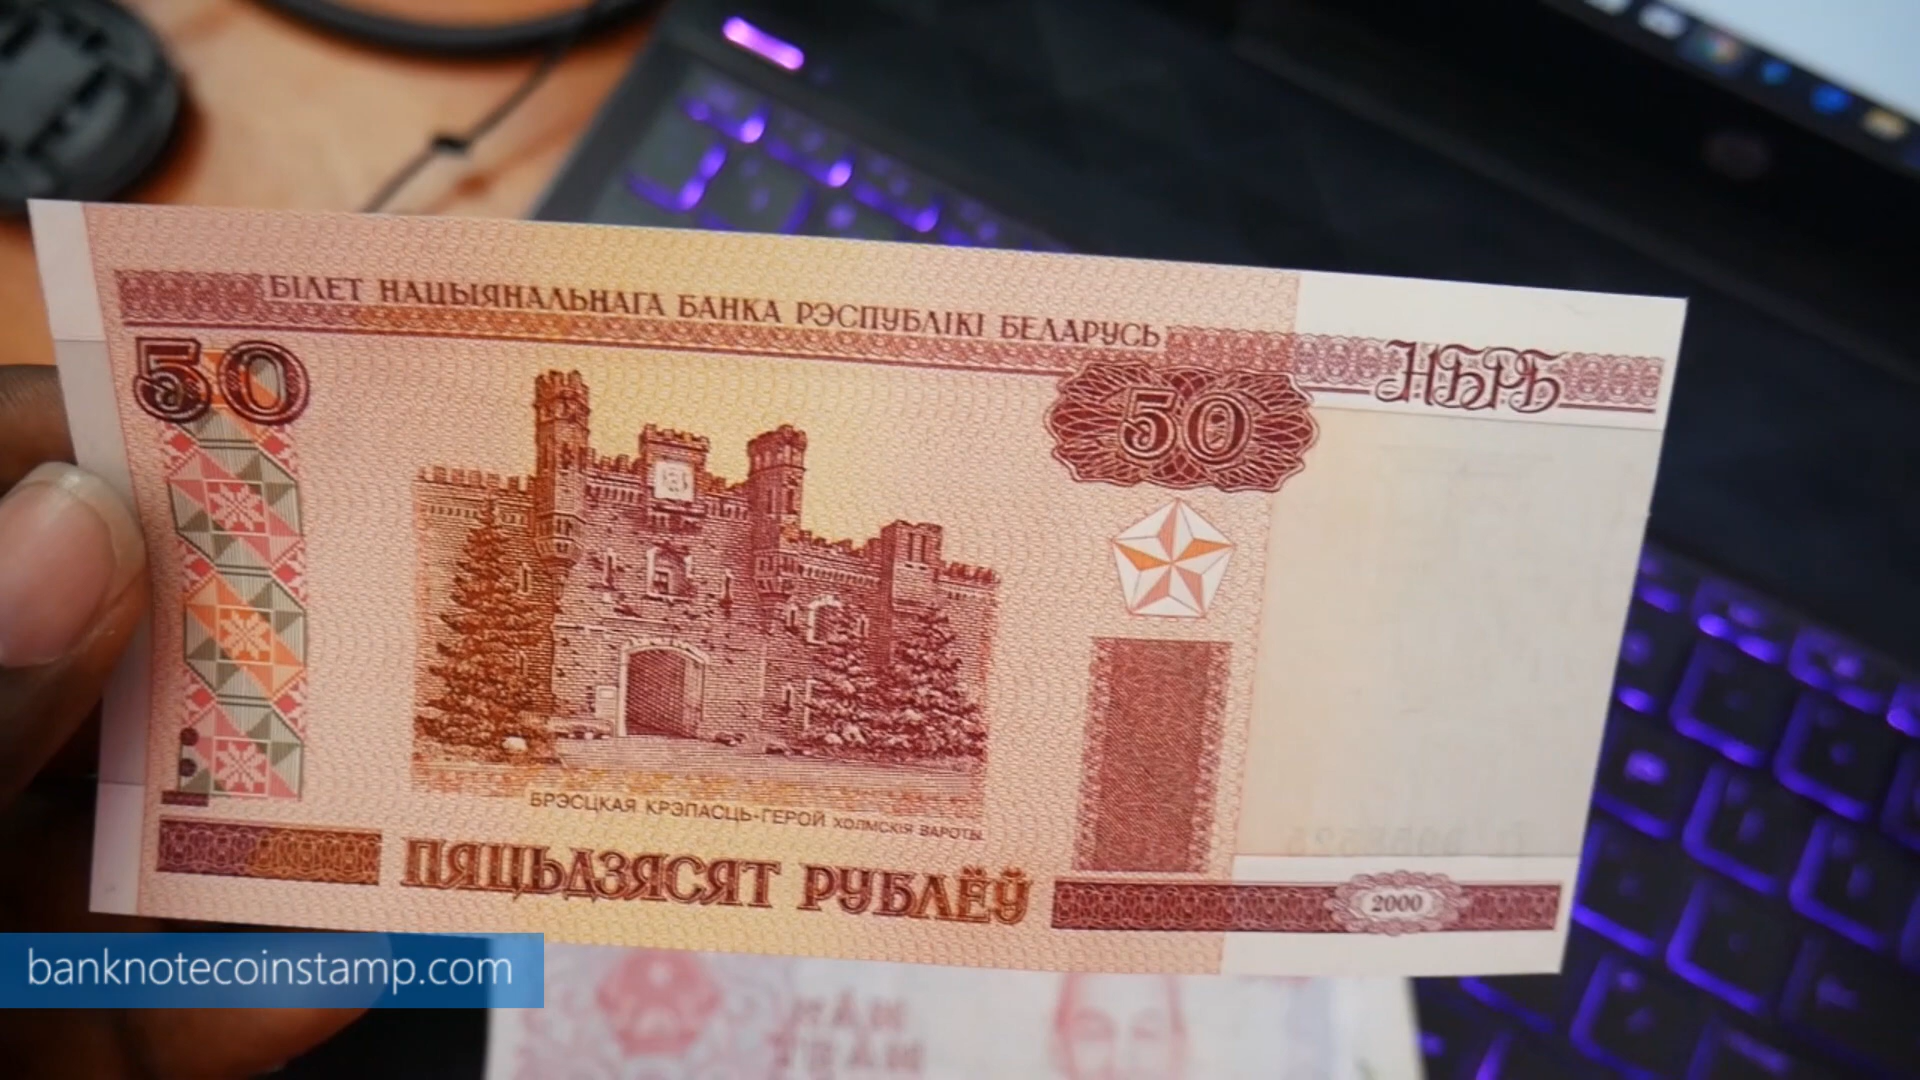 БІЛЕТ НАЦЫЯНАЛЬНАГА БАНКА РЭСПУБЛІКІ БЕЛАРУСЬ
НБРБ
50
50
БРЭСЦКАЯ КРЭПАСЦЬ-ГЕРОЙ ХОЛМСКІЯ ВАРОТЫ
ПЯЦЬДЗЯСЯТ РУБЛЁЎ
2000
banknotecoinstamp.com